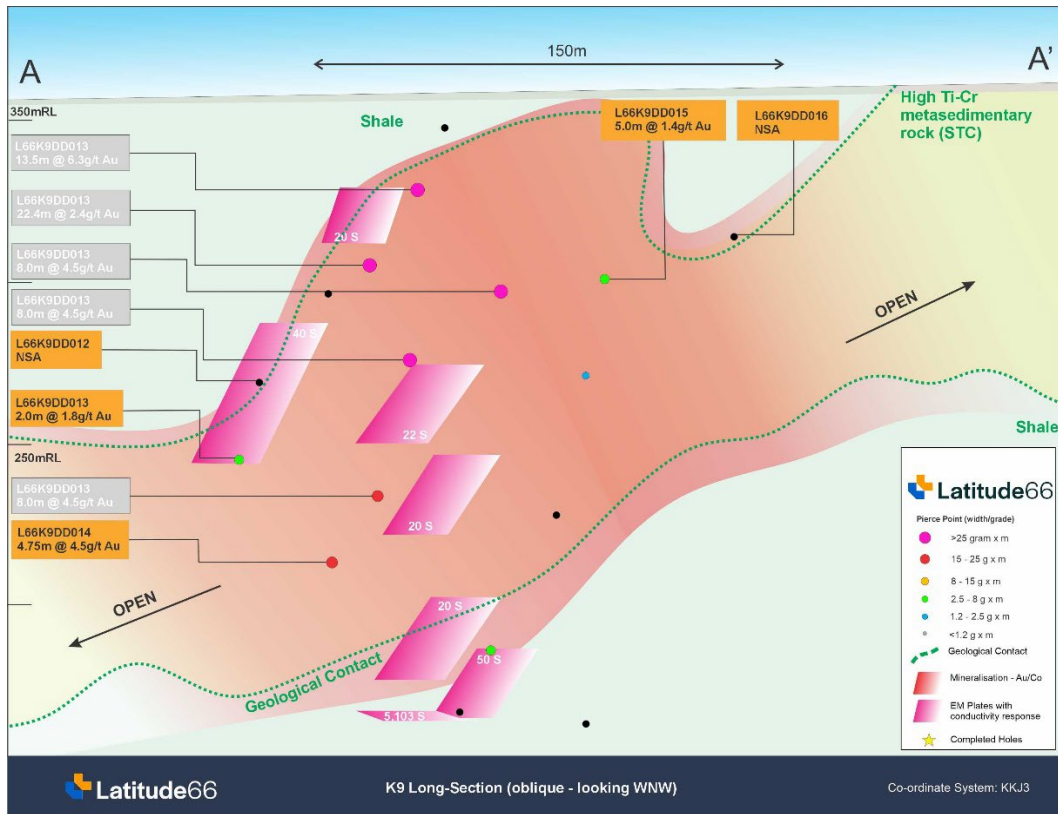 A
A'
150m
350mRL
Shale
L66K9DD015
5.0m @ 1.4g/t Au
L66K9DD016
NSA
High Ti-Cr
metasedimentary
rock (STC)
L66K9DD013
13.5m @ 6.3g/t Au
L66K9DD013
22.4m @ 2.4g/t Au
20 S
L66K9DD013
8.0m @ 4.5g/t Au
L66K9DD013
8.0m @ 4.5g/t Au
OPEN
40 S
L66K9DD012
NSA
L66K9DD013
2.0m @ 1.8g/t Au
22 S
Shale
250mRL
L66K9DD013
8.0m @ 4.5g/t Au
20 S
L66K9DD014
4.75m @ 4.5g/t Au
OPEN
20 S
50 S
Geological Contact
5,103 S
Latitude66
Pierce Point (width/grade)
>25 gram x m
15 - 25 g x m
8 - 15 g x m
2.5 - 8 g x m
1.2 - 2.5 g x m
<1.2 g x m
Geological Contact
Mineralisation - Au/Co
EM Plates with
conductivity response
Completed Holes
Latitude66
K9 Long-Section (oblique - looking WNW)
Co-ordinate System: KKJ3